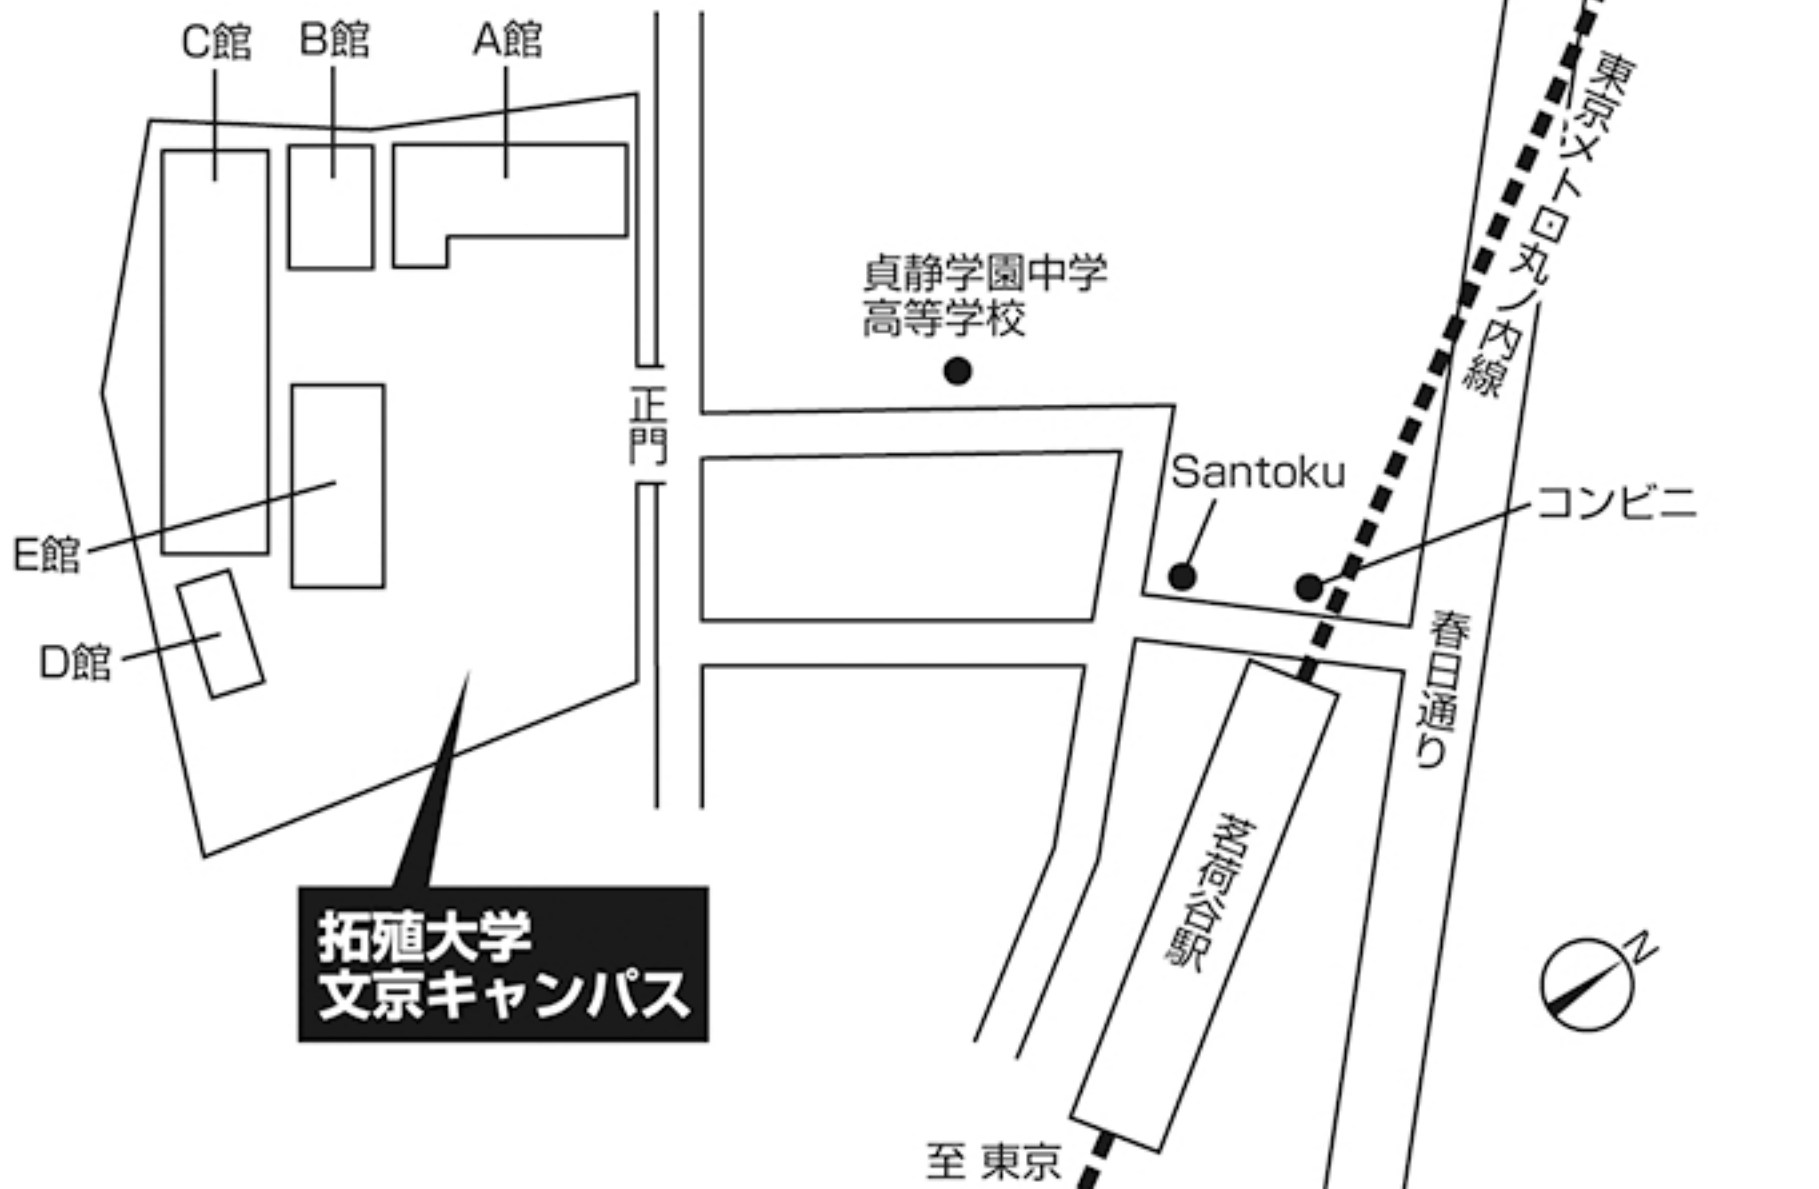 C館
B館
A館
東京メトロ丸ノ内線
貞静学園中学
高等学校
正門
Santoku
コンビニ
E館
D館
春日通り
茗荷谷駅
拓殖大学
文京キャンパス
N
至 東京